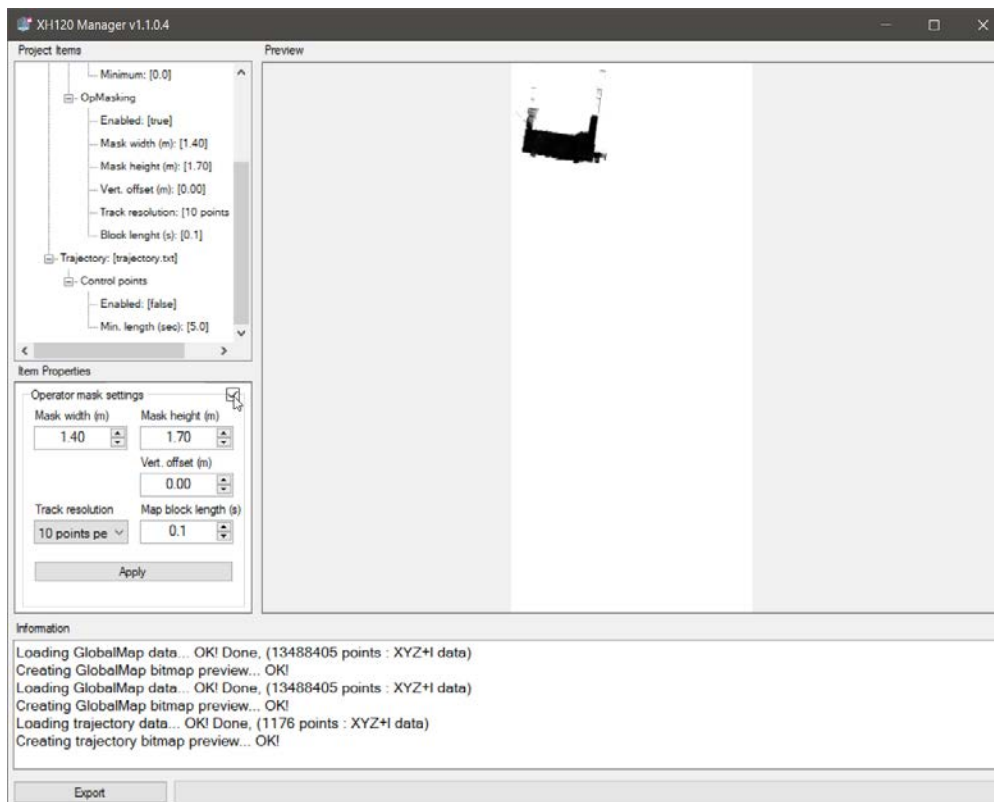 XH120 Manager v1.1.0.4
Project Items
Preview
Minimum: [0.0]
OpMasking
Enabled: [true]
Mask width (m): [1.40]
Mask height (m): [1.70]
Vert. offset (m): [0.00]
Track resolution: [10 points
Block lenght (s): [0.1]
Trajectory: [trajectory.txt]
Control points
Enabled: [false]
Min. length (sec): [5.0]
Item Properties
Operator mask settings
Mask width (m) Mask height (m)
1.40 1.70
Vert. offset (m)
0.00
Track resolution Map block length (s)
10 points pe 0.1
Apply
Information
Loading GlobalMap data... OK! Done, (13488405 points : XYZ+I data)
Creating GlobalMap bitmap preview... OK!
Loading GlobalMap data... OK! Done, (13488405 points : XYZ+I data)
Creating GlobalMap bitmap preview... OK!
Loading trajectory data... OK! Done, (1176 points : XYZ+I data)
Creating trajectory bitmap preview... OK!
Export